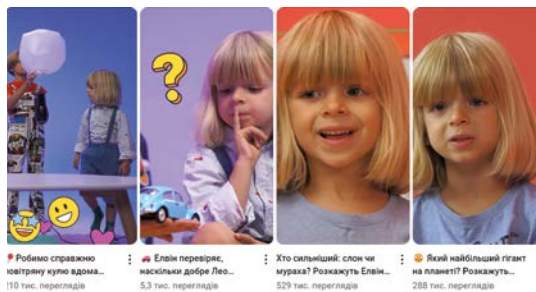 Робимо справжню
повітряну кулю вдома...
210 тис. переглядів
Елвін перевіряє,
наскільки добре Лео...
5,3 тис. переглядів
Хто сильніший: слон чи
мураха? Розкажуть Елвін...
529 тис. переглядів
Який найбільший гігант
на планеті? Розкажуть...
288 тис. переглядів